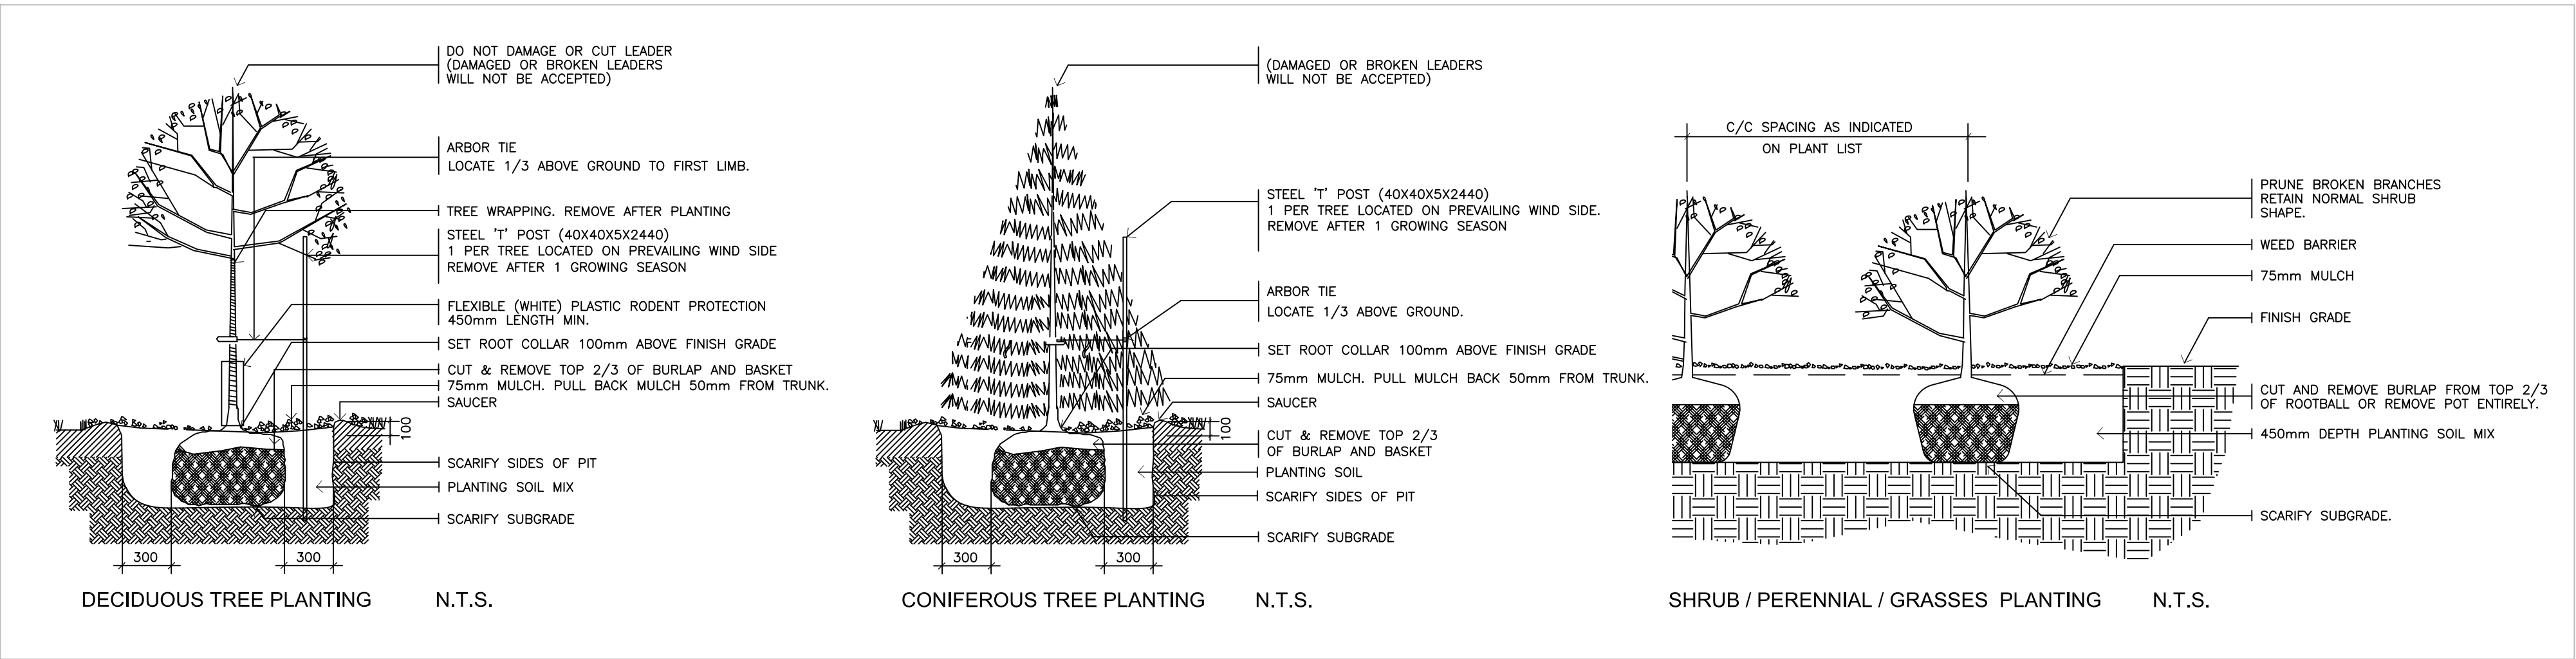 DO NOT DAMAGE OR CUT LEADER
(DAMAGED OR BROKEN LEADERS
WILL NOT BE ACCEPTED)
ARBOR TIE
LOCATE 1/3 ABOVE GROUND TO FIRST LIMB.
TREE WRAPPING. REMOVE AFTER PLANTING
STEEL 'T' POST (40X40X5X2440)
1 PER TREE LOCATED ON PREVAILING WIND SIDE
REMOVE AFTER 1 GROWING SEASON
FLEXIBLE (WHITE) PLASTIC RODENT PROTECTION
450mm LENGTH MIN.
SET ROOT COLLAR 100mm ABOVE FINISH GRADE
CUT & REMOVE TOP 2/3 OF BURLAP AND BASKET
75mm MULCH. PULL BACK MULCH 50mm FROM TRUNK.
SAUCER
100
SCARIFY SIDES OF PIT
PLANTING SOIL MIX
SCARIFY SUBGRADE
300
300
DECIDUOUS TREE PLANTING N.T.S.
(DAMAGED OR BROKEN LEADERS
WILL NOT BE ACCEPTED)
STEEL 'T' POST (40X40X5X2440)
1 PER TREE LOCATED ON PREVAILING WIND SIDE.
REMOVE AFTER 1 GROWING SEASON
ARBOR TIE
LOCATE 1/3 ABOVE GROUND.
SET ROOT COLLAR 100mm ABOVE FINISH GRADE
75mm MULCH. PULL MULCH BACK 50mm FROM TRUNK.
SAUCER
100
CUT & REMOVE TOP 2/3
OF BURLAP AND BASKET
PLANTING SOIL
SCARIFY SIDES OF PIT
SCARIFY SUBGRADE
300
300
CONIFEROUS TREE PLANTING N.T.S.
C/C SPACING AS INDICATED
ON PLANT LIST
PRUNE BROKEN BRANCHES
RETAIN NORMAL SHRUB
SHAPE.
WEED BARRIER
75mm MULCH
FINISH GRADE
CUT AND REMOVE BURLAP FROM TOP 2/3
OF ROOTBALL OR REMOVE POT ENTIRELY.
450mm DEPTH PLANTING SOIL MIX
SCARIFY SUBGRADE.
SHRUB / PERENNIAL / GRASSES PLANTING N.T.S.